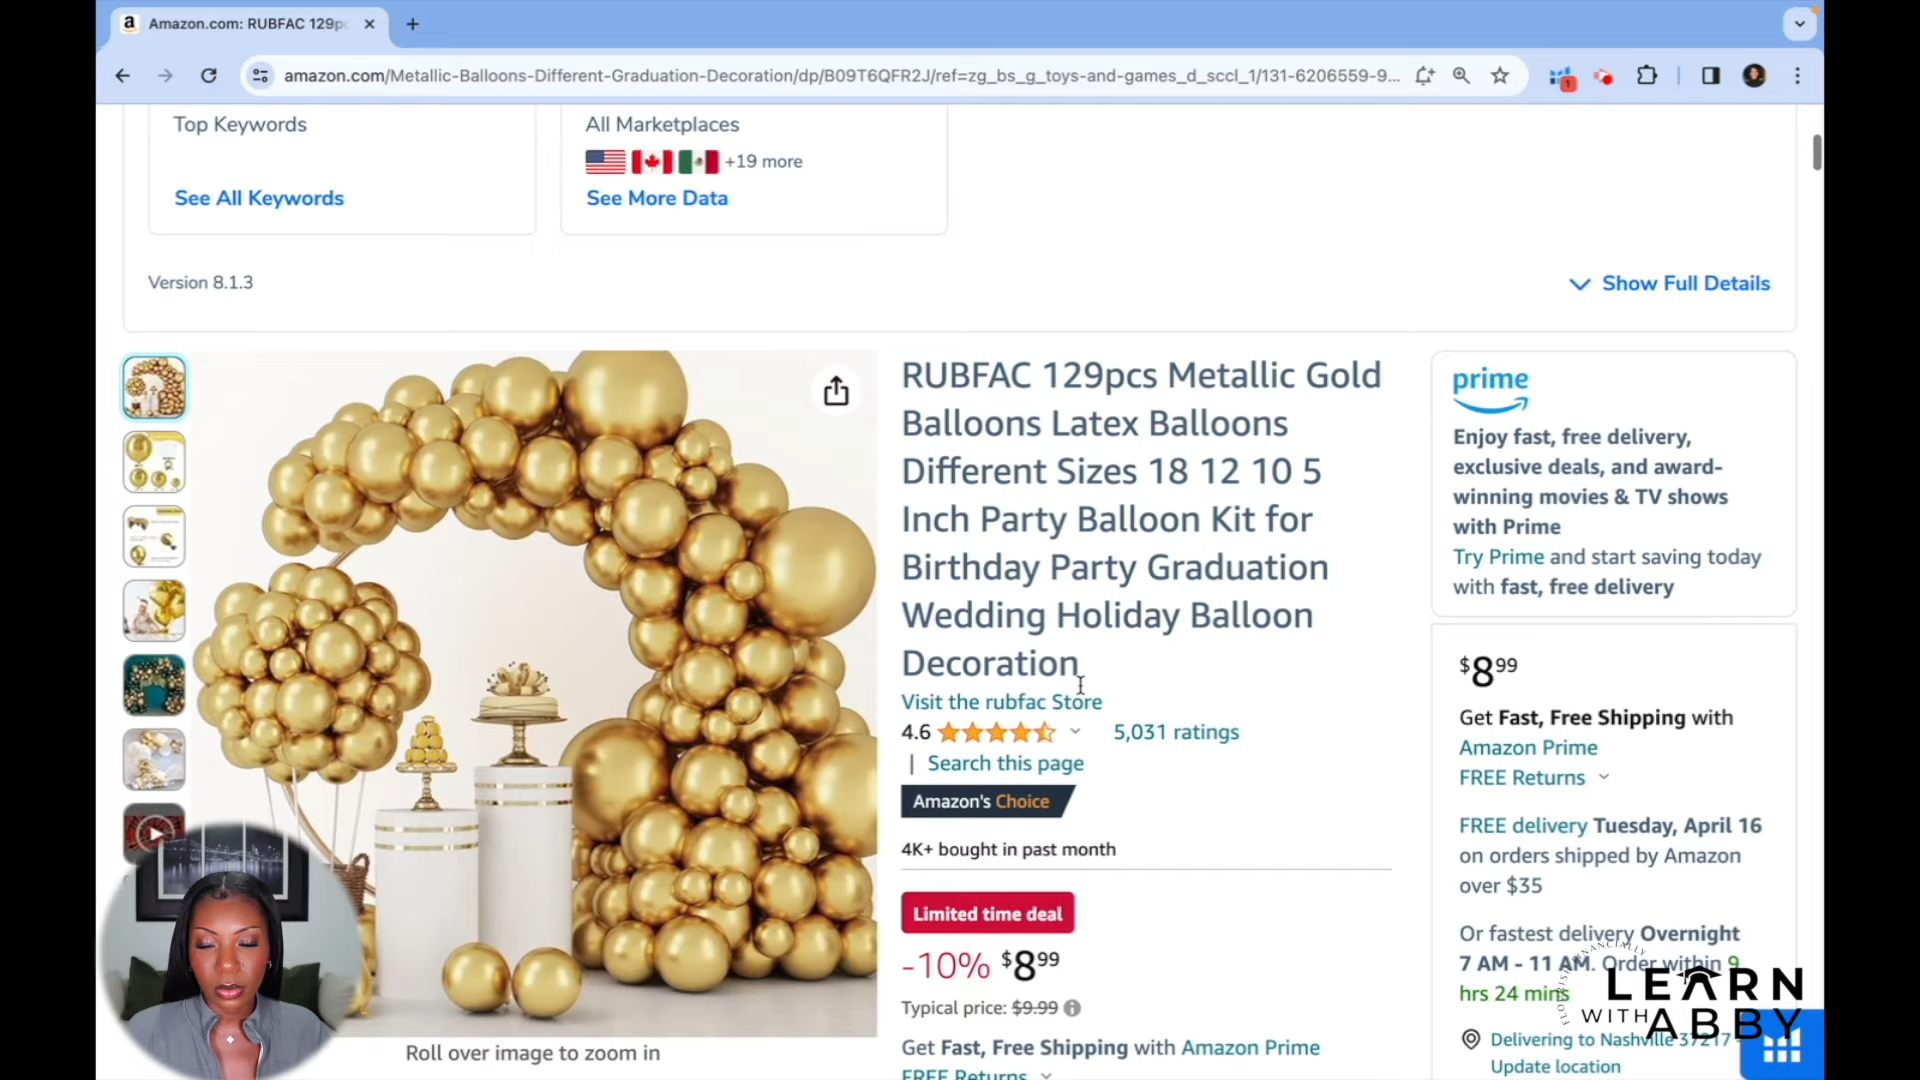 Amazon.com: RUBFAC 129p
amazon.com/Metallic-Balloons-Different-Graduation-Decoration/dp/B09T6QFR2J/ref=zg_bs_g_toys-and-games_d_sccl_1/131-6206559-9...
1
Top Keywords
See All Keywords
All Marketplaces
+19 more
See More Data
Version 8.1.3
Show Full Details
RUBFAC 129pcs Metallic Gold
Balloons Latex Balloons
Different Sizes 18 12 10 5
Inch Party Balloon Kit for
Birthday Party Graduation
Wedding Holiday Balloon
Decoration
Visit the rubfac Store
4.6
5,031 ratings
| Search this page
Amazon's Choice
4K+ bought in past month
Limited time deal
-10% $8.99
Typical price: $9.99
Get Fast, Free Shipping with Amazon Prime
FREE Returns
Roll over image to zoom in
prime
Enjoy fast, free delivery,
exclusive deals, and award-
winning movies & TV shows
with Prime
Try Prime and start saving today
with fast, free delivery
$8.99
Get Fast, Free Shipping with
Amazon Prime
FREE Returns
FREE delivery Tuesday, April 16
on orders shipped by Amazon
over $35
Or fastest delivery Overnight
7 AM - 11 AM. Order within 9
hrs 24 mins
Delivering to Nashville 37217 -
Update location
LEARN
WITH ABBY